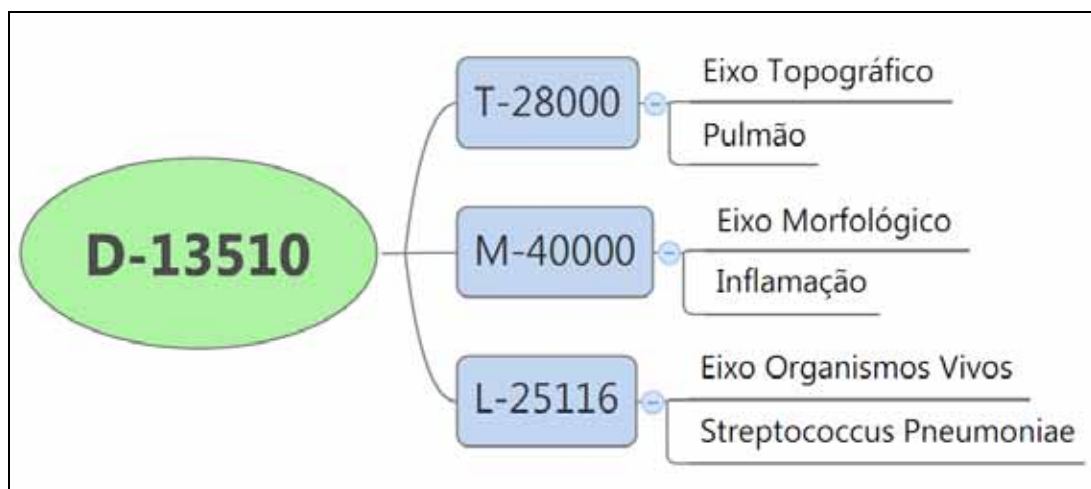 D-13510
T-28000
Eixo Topográfico
Pulmão
M-40000
Eixo Morfológico
Inflamação
L-25116
Eixo Organismos Vivos
Streptococcus Pneumoniae